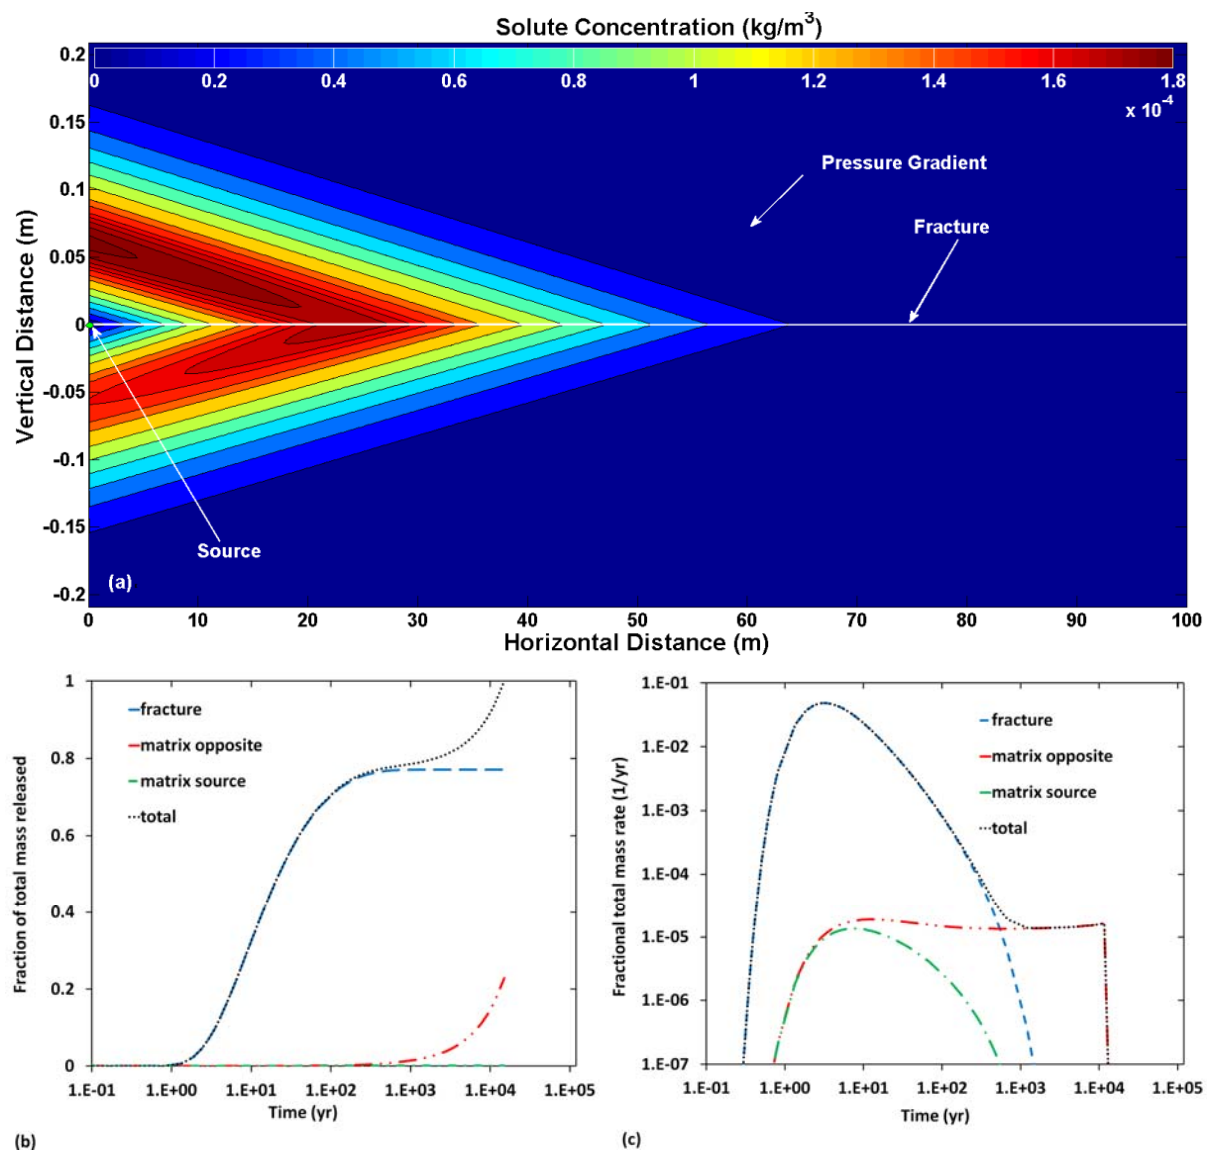 Solute Concentration (kg/m3)
0 0.2 0.4 0.6 0.8 1 1.2 1.4 1.6 1.8
x 10-4
0.2
0.15
0.1
0.05
0
-0.05
-0.1
-0.15
-0.2
Vertical Distance (m)
Pressure Gradient
Fracture
Source
(a)
0 10 20 30 40 50 60 70 80 90 100
Horizontal Distance (m)
1
0.8
0.6
0.4
0.2
0
Fraction of total mass released
fracture
matrix opposite
matrix source
total
1.E-01 1.E+00 1.E+01 1.E+02 1.E+03 1.E+04 1.E+05
Time (yr)
(b)
1.E-01
1.E-02
1.E-03
1.E-04
1.E-05
1.E-06
1.E-07
Fractional total mass rate (1/yr)
fracture
matrix opposite
matrix source
total
1.E-01 1.E+00 1.E+01 1.E+02 1.E+03 1.E+04 1.E+05
Time (yr)
(c)